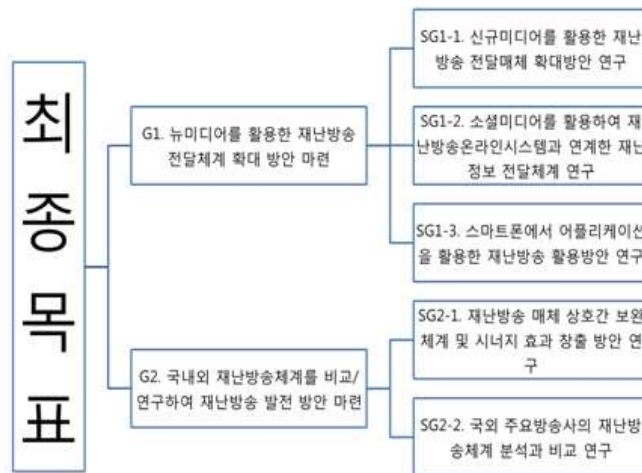 최
종
목
표
G1. 뉴미디어를 활용한 재난방송
전달체계 확대 방안 마련
G2. 국내외 재난방송체계를 비교/
연구하여 재난방송 발전 방안 마련
SG1-1. 신규미디어를 활용한 재난
방송 전달매체 확대방안 연구
SG1-2. 소셜미디어를 활용하여 재
난방송온라인시스템과 연계한 재난
정보 전달체계 연구
SG1-3. 스마트폰에서 어플리케이션
을 활용한 재난방송 활용방안 연구
SG2-1. 재난방송 매체 상호간 보완
체계 및 시너지 효과 창출 방안 연
구
SG2-2. 국외 주요방송사의 재난방
송체계 분석과 비교 연구